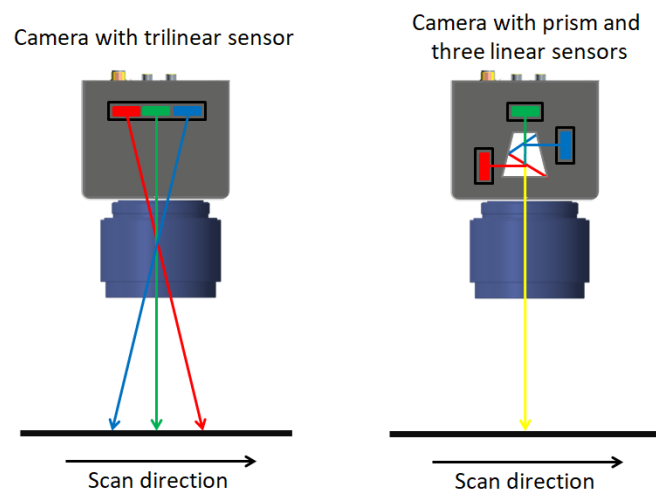 Camera with trilinear sensor
Scan direction
Camera with prism and
three linear sensors
Scan direction